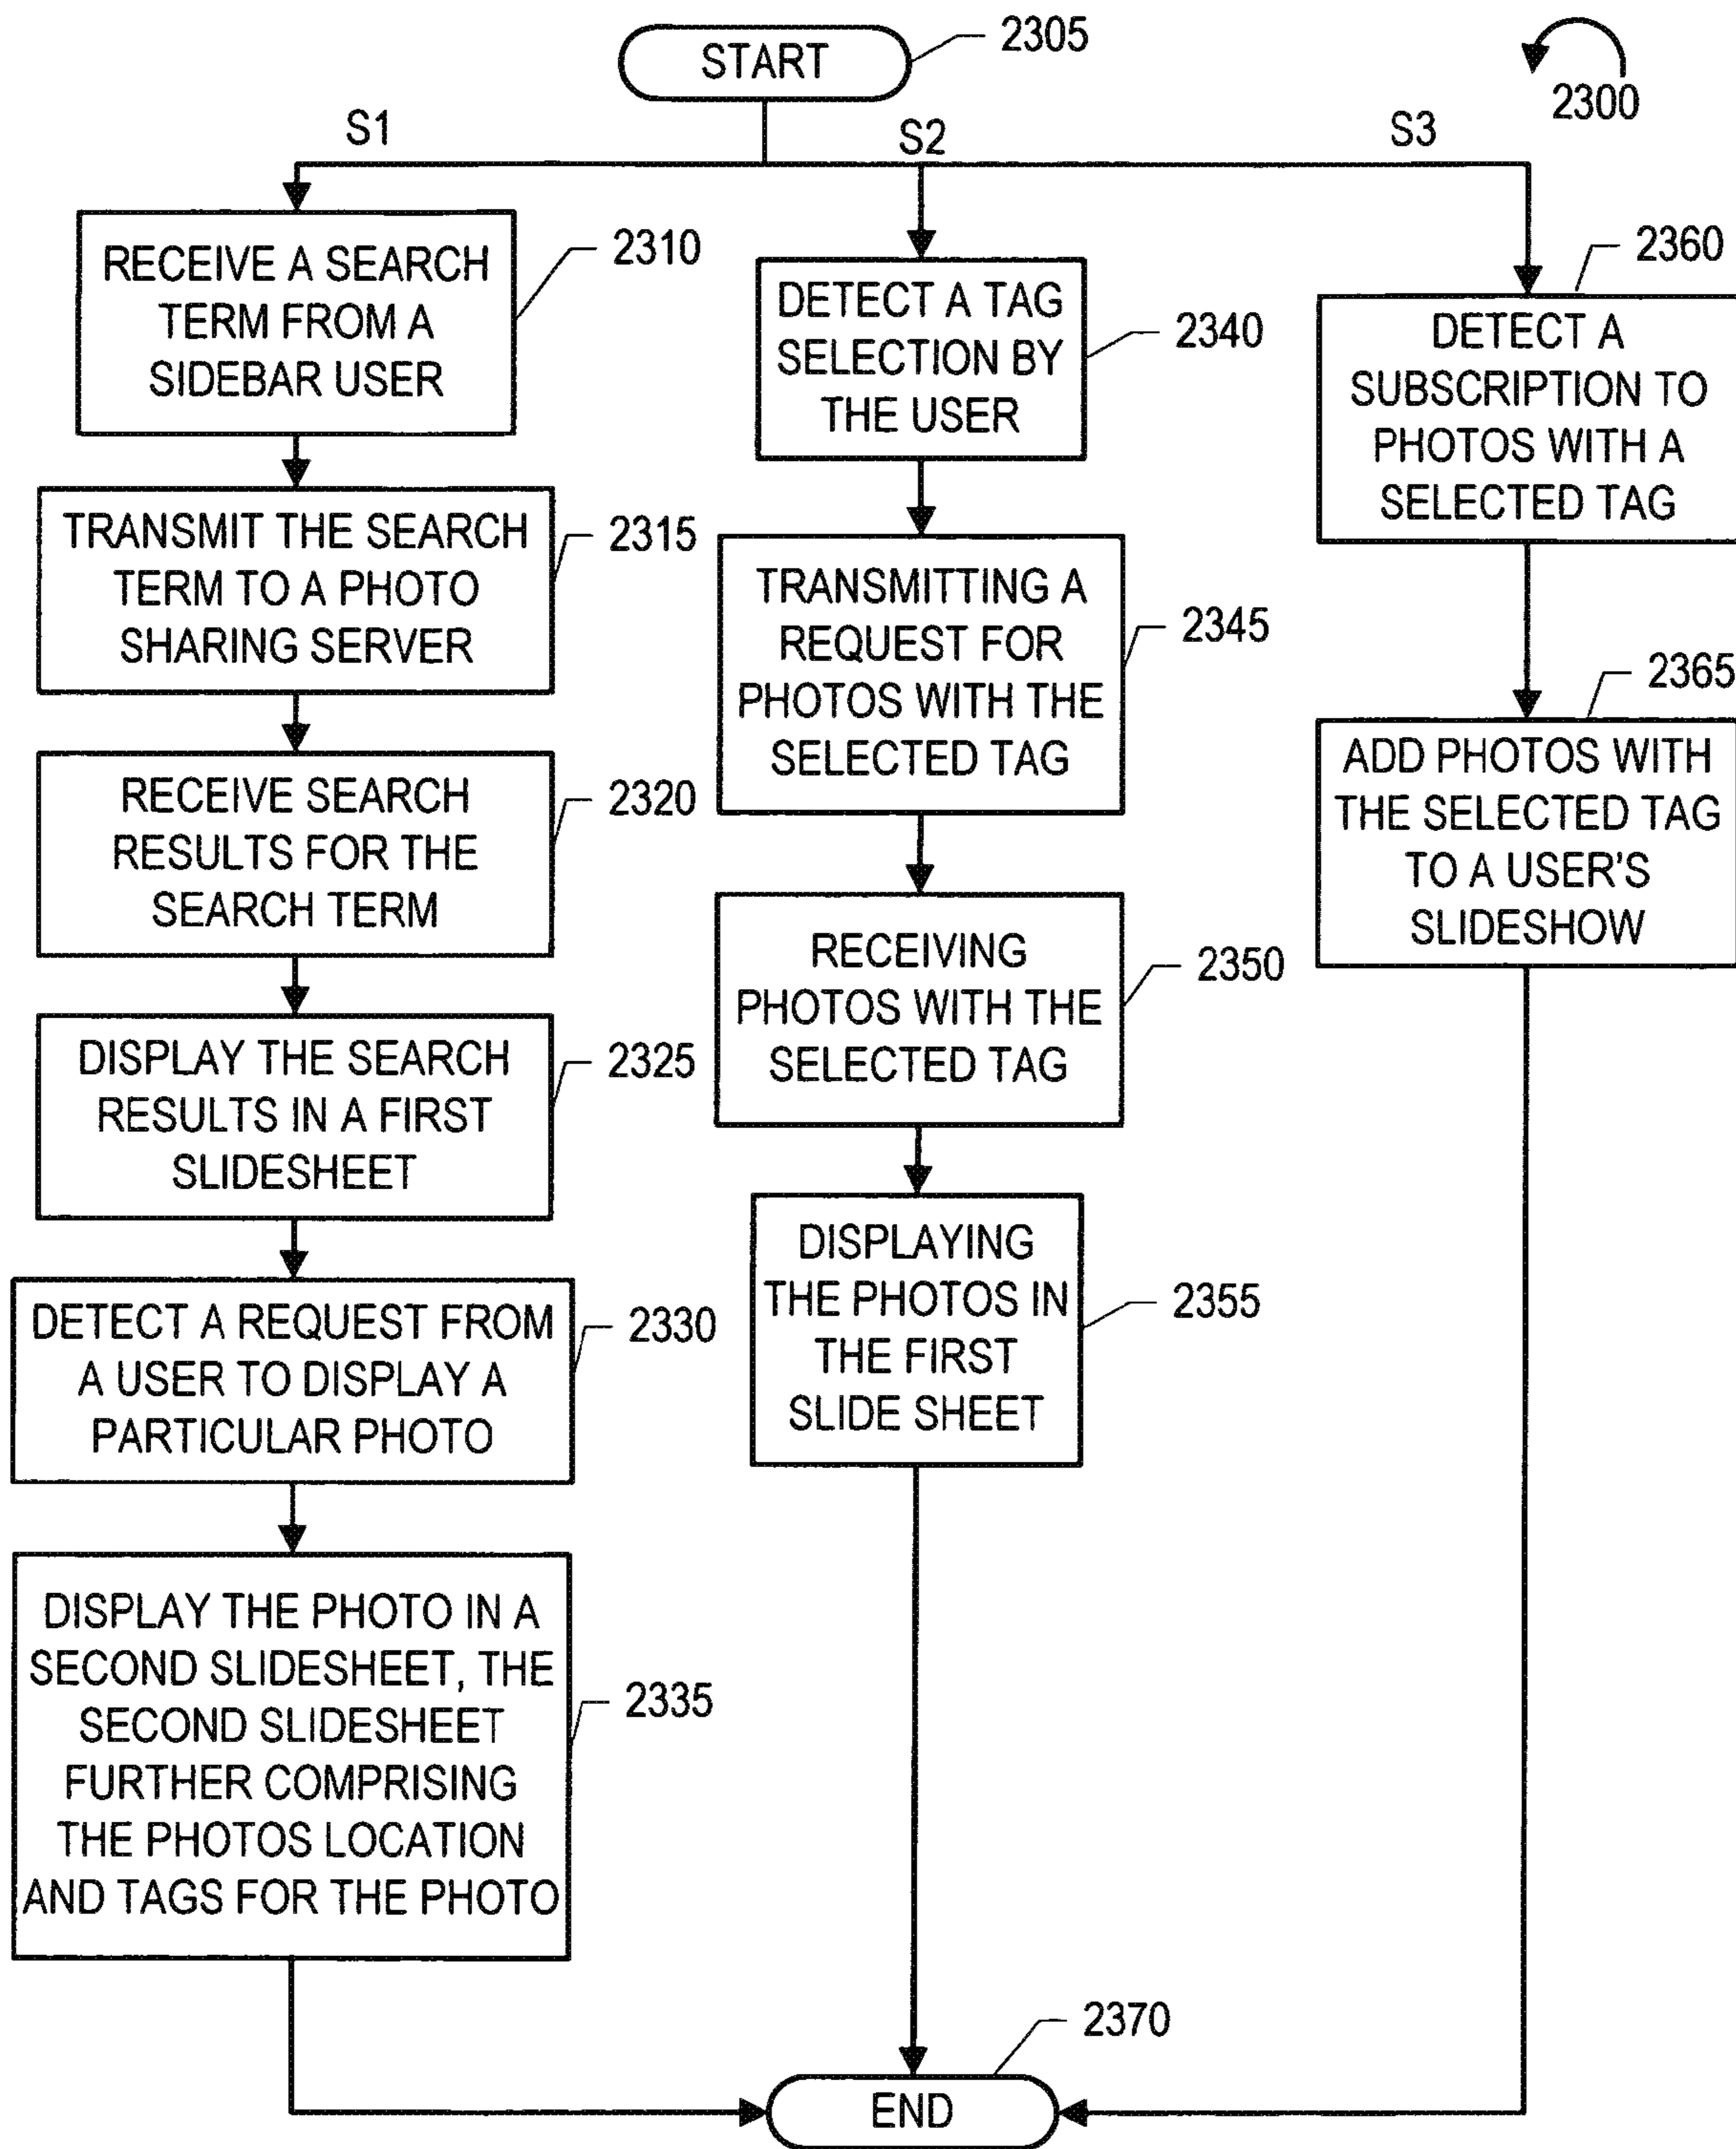 START
2305
2300
S1
S2
S3
RECEIVE A SEARCH
TERM FROM A
SIDEBAR USER
2310
TRANSMIT THE SEARCH
TERM TO A PHOTO
SHARING SERVER
2315
RECEIVE SEARCH
RESULTS FOR THE
SEARCH TERM
2320
DISPLAY THE SEARCH
RESULTS IN A FIRST
SLIDESHEET
2325
DETECT A REQUEST FROM
A USER TO DISPLAY A
PARTICULAR PHOTO
2330
DISPLAY THE PHOTO IN A
SECOND SLIDESHEET, THE
SECOND SLIDESHEET
FURTHER COMPRISING
THE PHOTOS LOCATION
AND TAGS FOR THE PHOTO
2335
DETECT A TAG
SELECTION BY
THE USER
2340
TRANSMITTING A
REQUEST FOR
PHOTOS WITH THE
SELECTED TAG
2345
RECEIVING
PHOTOS WITH THE
SELECTED TAG
2350
DISPLAYING
THE PHOTOS IN
THE FIRST
SLIDE SHEET
2355
2360
DETECT A
SUBSCRIPTION TO
PHOTOS WITH A
SELECTED TAG
2365
ADD PHOTOS WITH
THE SELECTED TAG
TO A USER'S
SLIDESHOW
2370
END